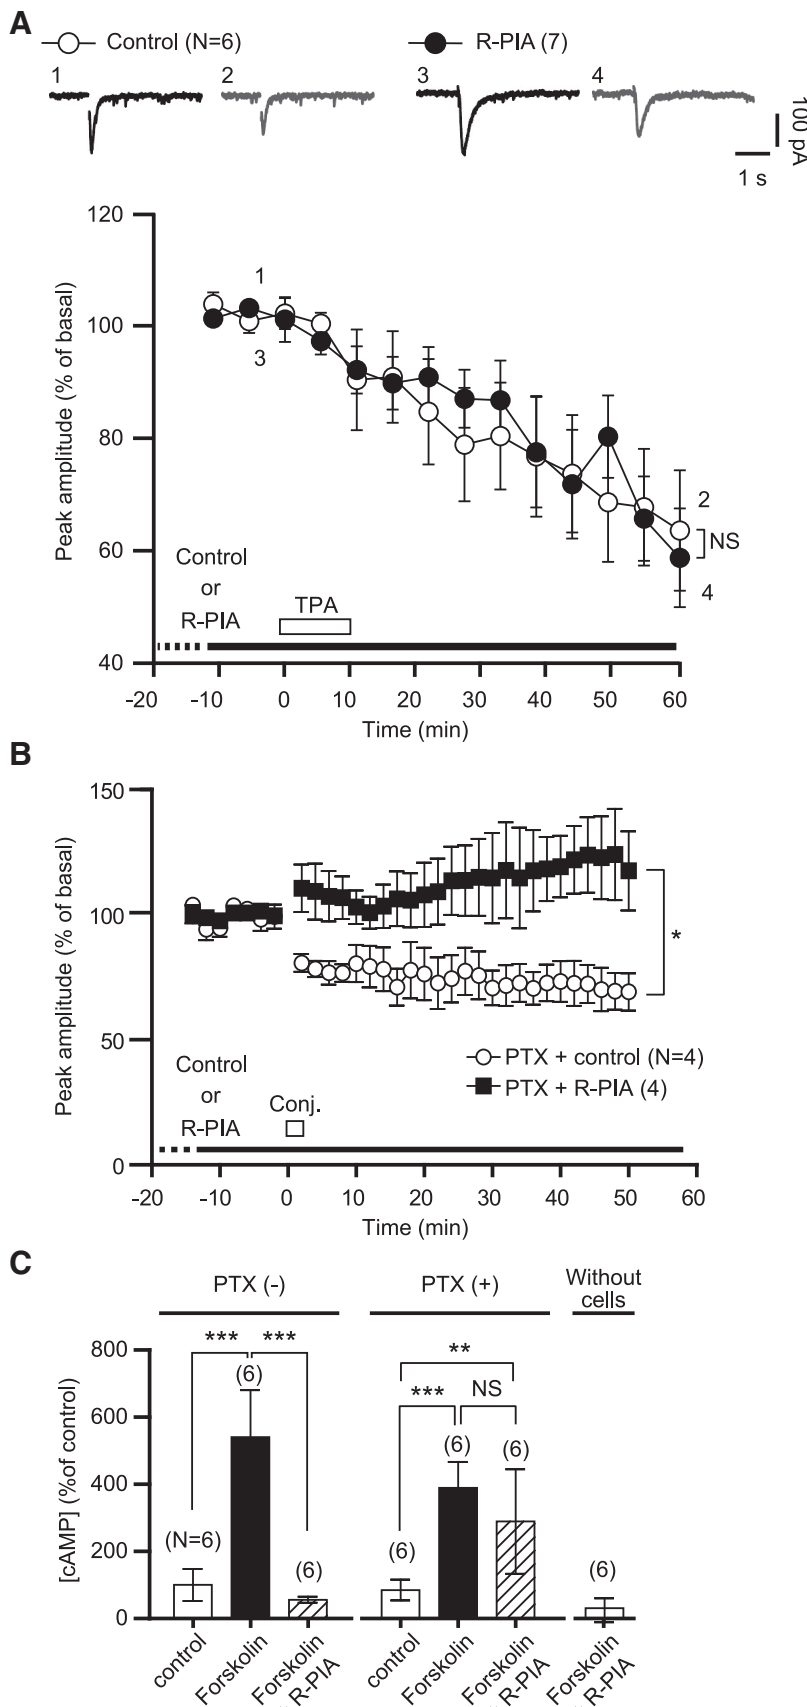 A
Control (N=6)
R-PIA (7)
1
2
3
4
100 pA
1 s
120
100
80
60
40
Peak amplitude (% of basal)
1
3
2
NS
4
Control
or
R-PIA
TPA
-20
-10
0
10
20
30
40
50
60
Time (min)
B
150
100
50
0
Peak amplitude (% of basal)
*
PTX + control (N=4)
PTX + R-PIA (4)
Control
or
R-PIA
Conj.
-20
-10
0
10
20
30
40
50
60
Time (min)
C
PTX (-)
PTX (+)
Without
cells
800
600
400
200
0
[cAMP] (%of control)
***
***
(N=6)
(6)
(6)
**
***
NS
(6)
(6)
(6)
(6)
control
Forskolin
Forskolin
R-PIA
control
Forskolin
Forskolin
R-PIA
Forskolin
R-PIA